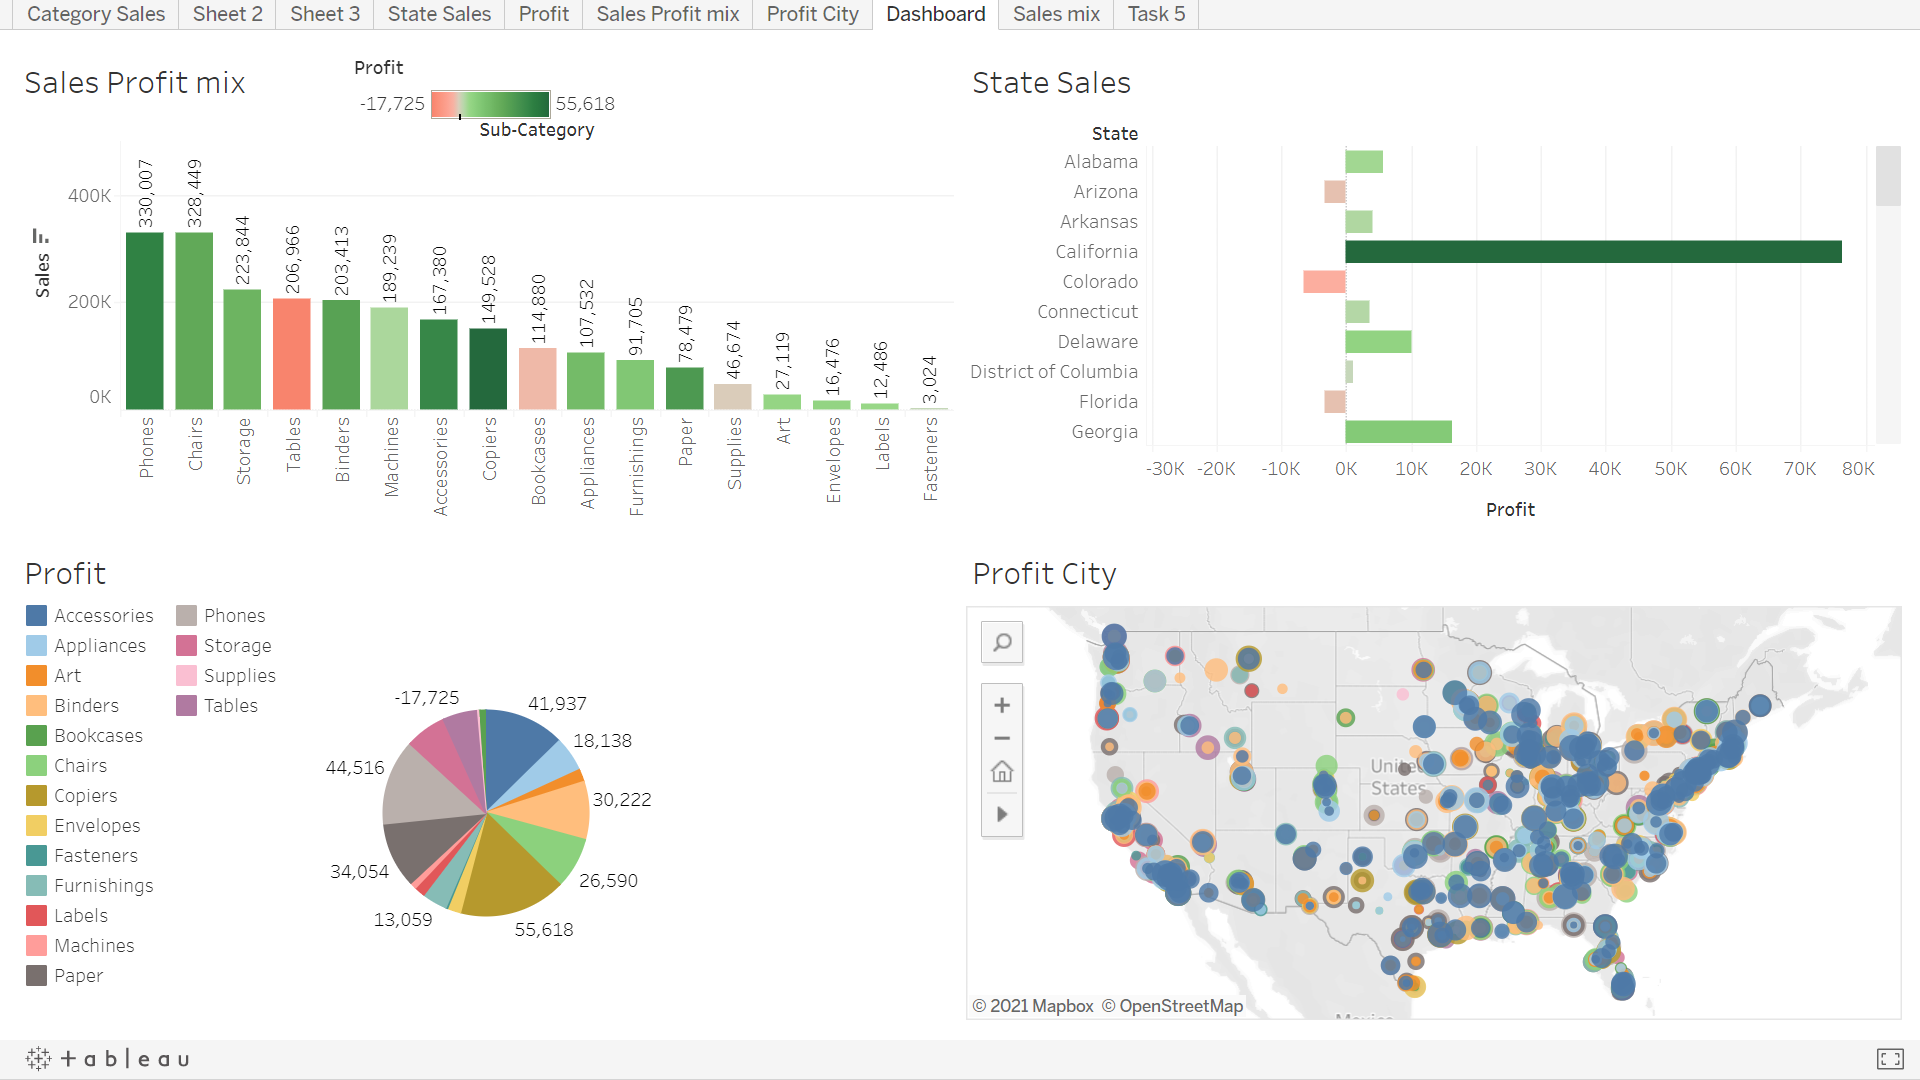 Category Sales
Sheet 2
Sheet 3
State Sales
Profit
Sales Profit mix
Profit City
Dashboard
Sales mix
Task 5
Sales Profit mix
Profit
-17,725
55,618
Sub-Category
400K
200K
0K
Sales
330,007
328,449
223,844
206,966
203,413
189,239
167,380
149,528
114,880
107,532
91,705
78,479
46,674
27,119
16,476
12,486
3,024
Phones
Chairs
Storage
Tables
Binders
Machines
Accessories
Copiers
Bookcases
Appliances
Furnishings
Paper
Supplies
Art
Envelopes
Labels
Fasteners
State Sales
State
Alabama
Arizona
Arkansas
California
Colorado
Connecticut
Delaware
District of Columbia
Florida
Georgia
-30K -20K -10K 0K 10K 20K 30K 40K 50K 60K 70K 80K
Profit
Profit
Accessories
Appliances
Art
Binders
Bookcases
Chairs
Copiers
Envelopes
Fasteners
Furnishings
Labels
Machines
Paper
Phones
Storage
Supplies
Tables
-17,725
41,937
18,138
44,516
30,222
34,054
26,590
13,059
55,618
Profit City
United
States
Mexico
© 2021 Mapbox © OpenStreetMap
+ableau